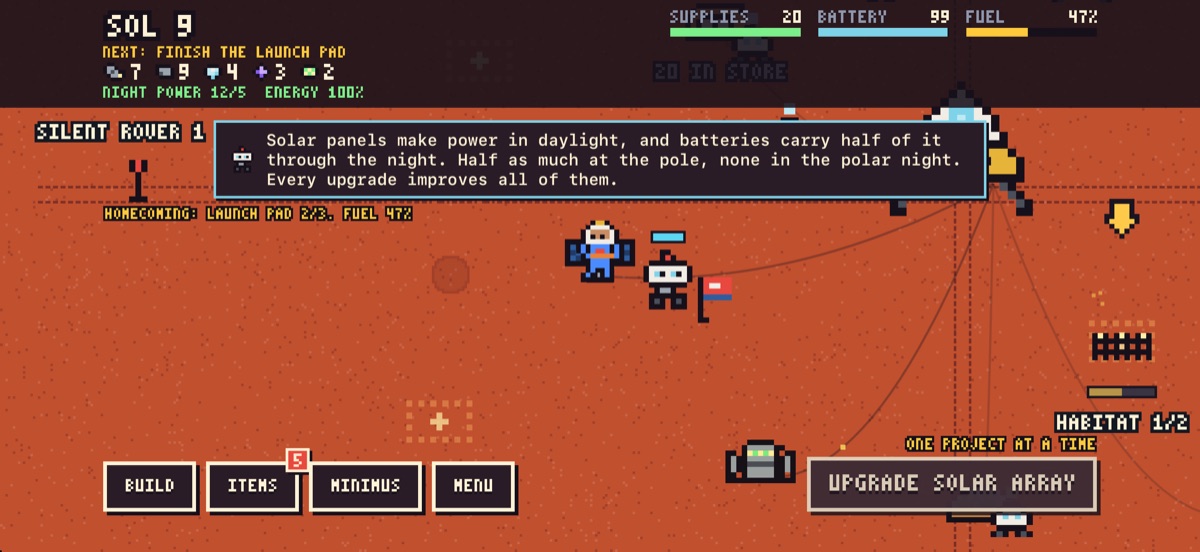 SOL 9
NEXT: FINISH THE LAUNCH PAD
7 9 4 3 2
NIGHT POWER 12/5 ENERGY 100%
SUPPLIES 20 BATTERY 99 FUEL 47%
20 IN STORE
SILENT ROVER 1
Solar panels make power in daylight, and batteries carry half of it
through the night. Half as much at the pole, none in the polar night.
Every upgrade improves all of them.
HOMECOMING: LAUNCH PAD 2/3. FUEL 47%
HABITAT 1/2
ONE PROJECT AT A TIME
5
BUILD ITEMS MINIMUS MENU
UPGRADE SOLAR ARRAY